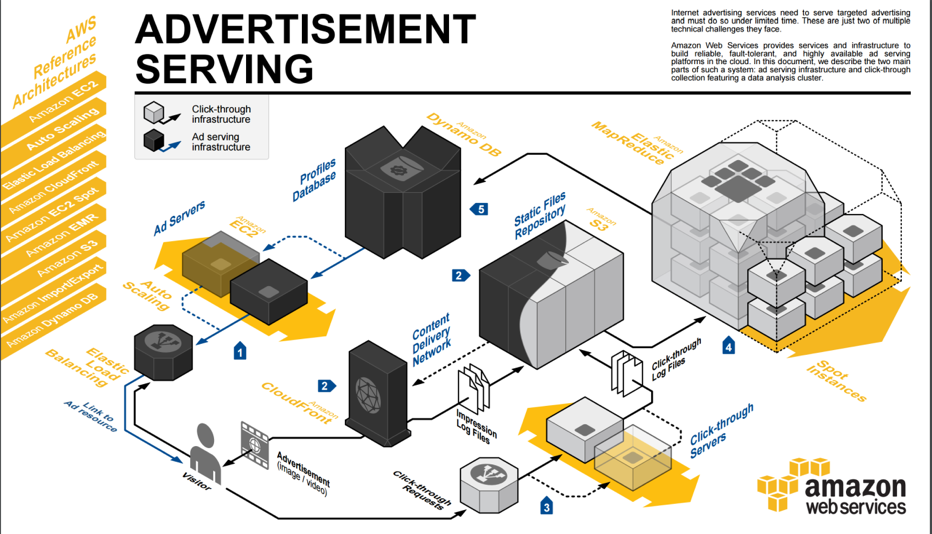 AWS
Reference
Architectures
Amazon EC2
Auto Scaling
Elastic Load Balancing
Amazon CloudFront
Amazon EC2 Spot
Amazon EMR
Amazon S3
Amazon Import/Export
Amazon Dynamo DB
ADVERTISEMENT
SERVING
Internet advertising services need to serve targeted advertising
and must do so under limited time. These are just two of multiple
technical challenges they face.
Amazon Web Services provides services and infrastructure to
build reliable, fault-tolerant, and highly available ad serving
platforms in the cloud. In this document, we describe the two main
parts of such a system: ad serving infrastructure and click-through
collection featuring a data analysis cluster.
Click-through
infrastructure
Ad serving
infrastructure
Profiles
Database
Amazon
Dynamo DB
5
Amazon
Elastic
MapReduce
Ad Servers
Amazon
EC2
Auto
Scaling
1
Static Files
Repository
Amazon
S3
2
4
Spot
Instances
Elastic
Load
Balancing
Link to
Ad resource
Content
Delivery
Network
2
Amazon
CloudFront
Impression
Log Files
Click-through
Log Files
Click-through
Servers
3
Advertisement
(image / video)
Visitor
Click-through
Requests
amazon
web services